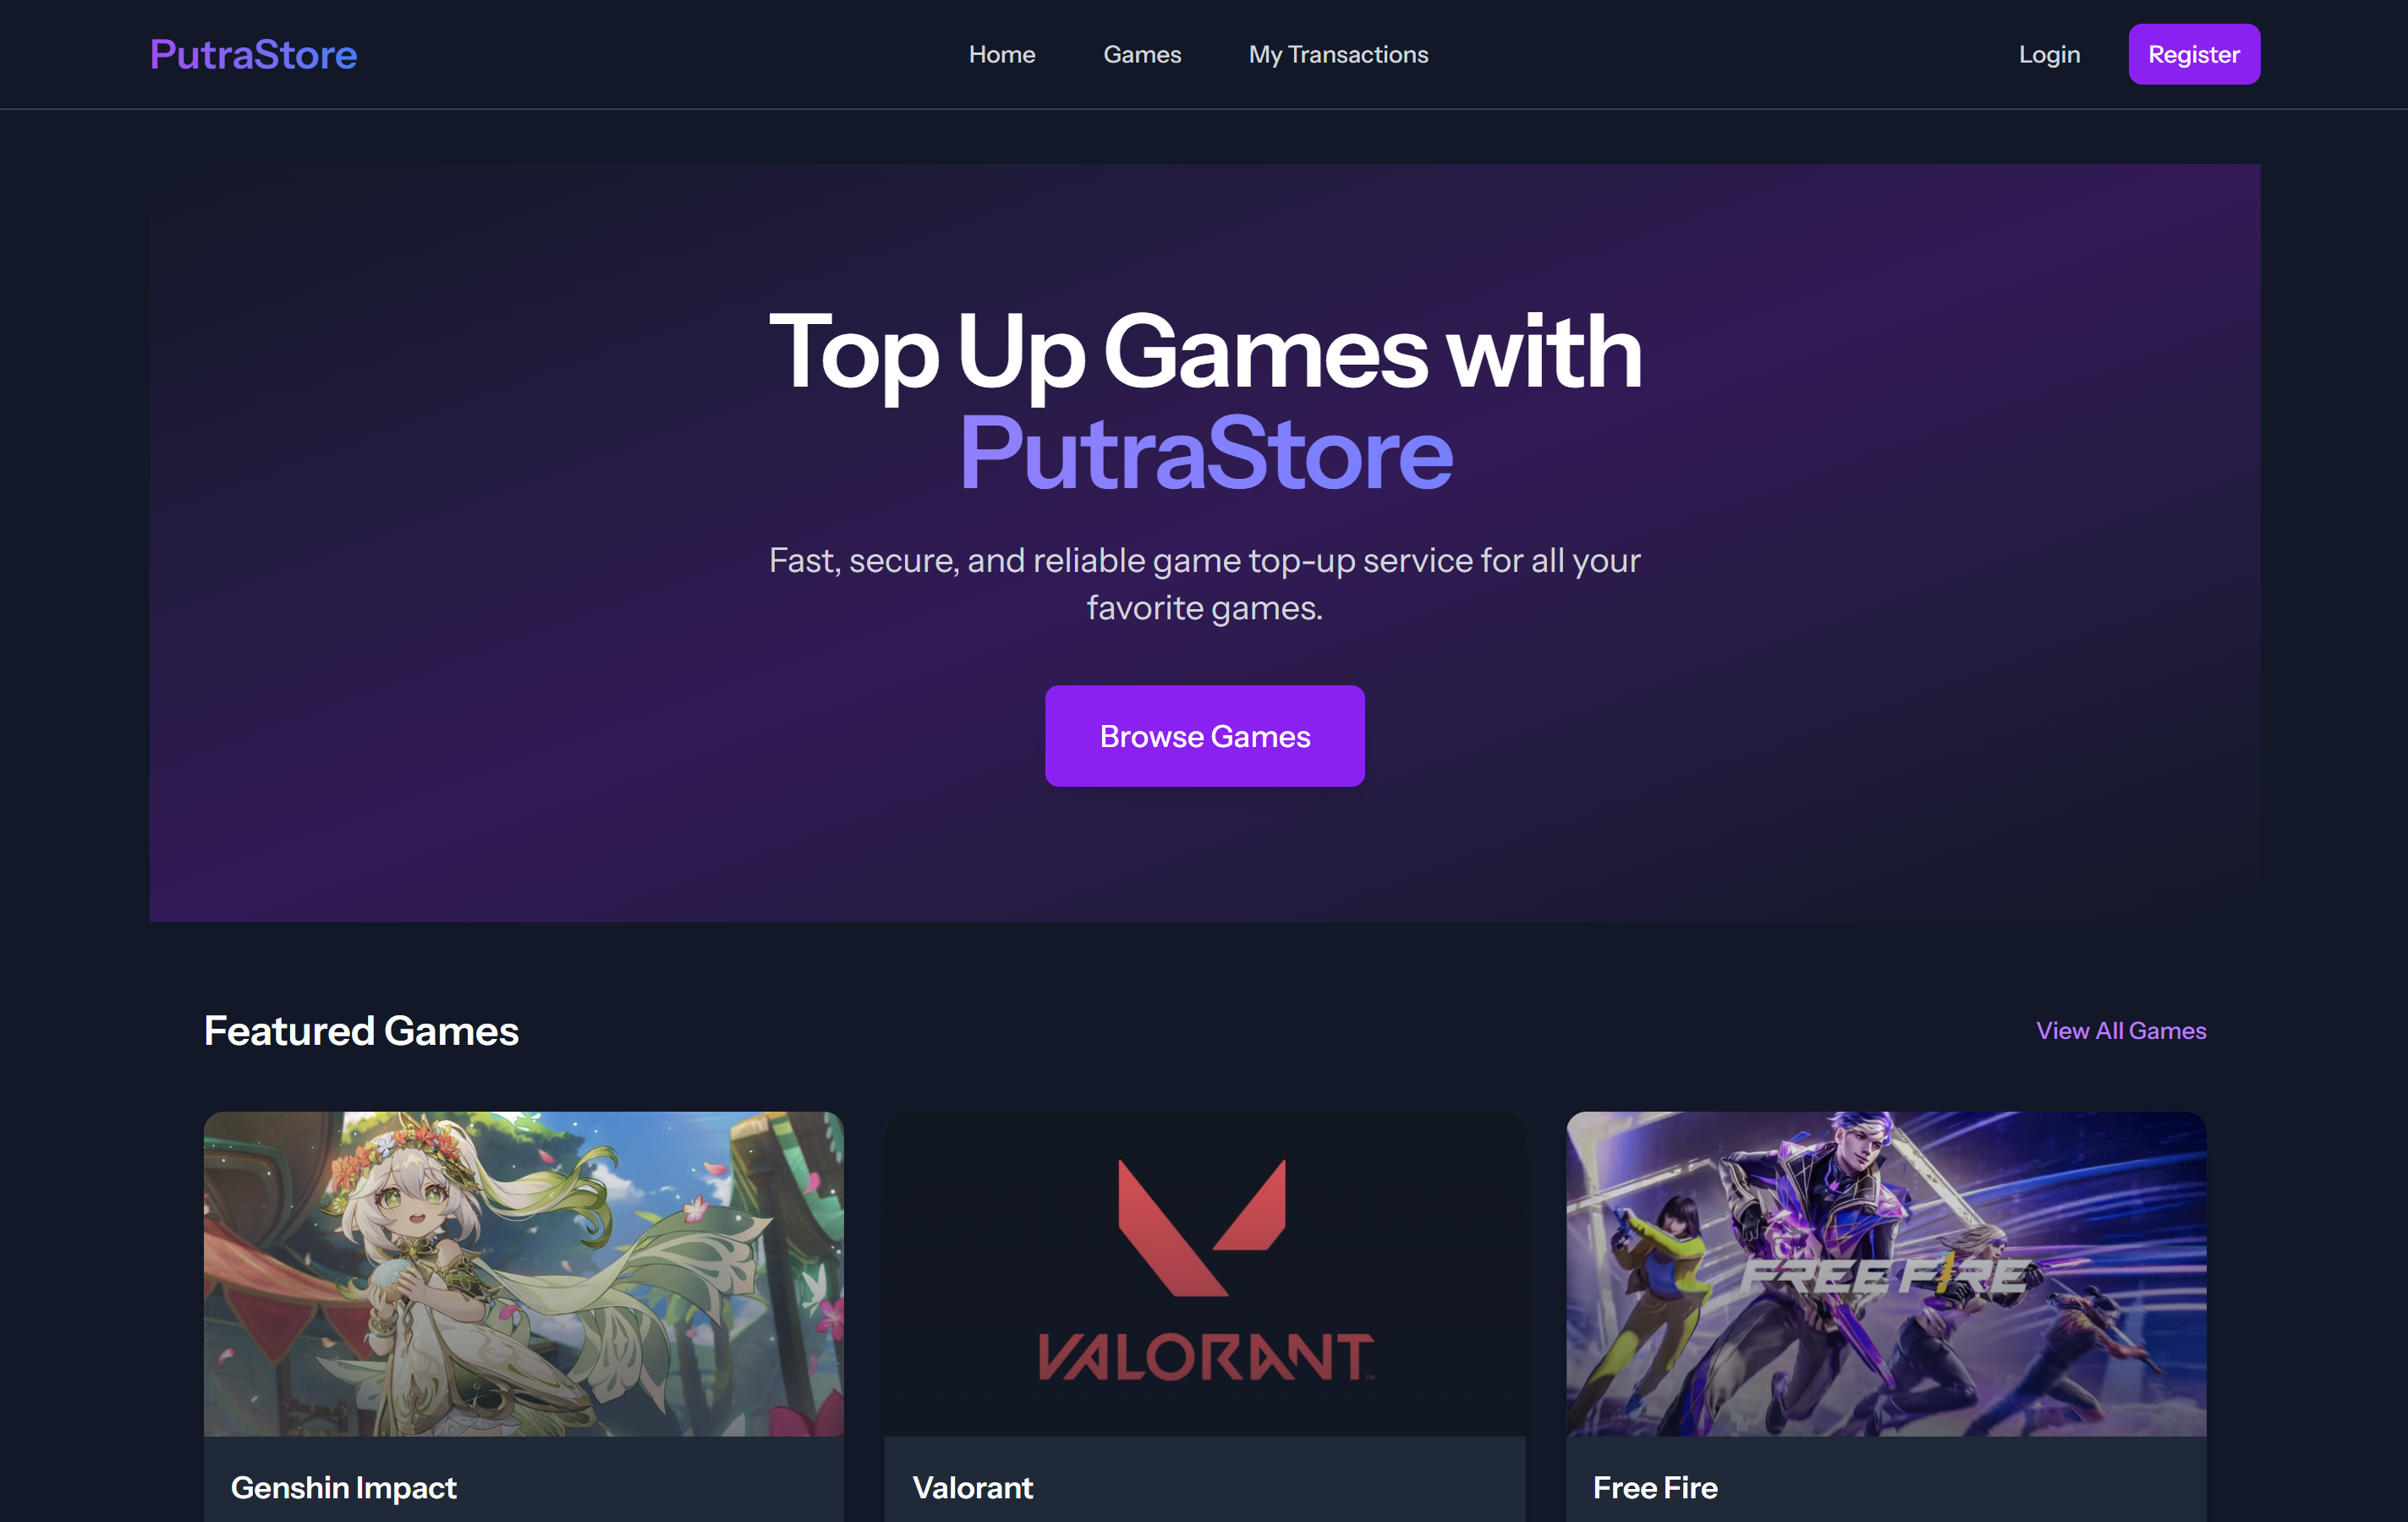 PutraStore
Home
Games
My Transactions
Login
Register
Top Up Games with
PutraStore
Fast, secure, and reliable game top-up service for all your
favorite games.
Browse Games
Featured Games
View All Games
VALORANT™
FREE FIRE
Genshin Impact
Valorant
Free Fire